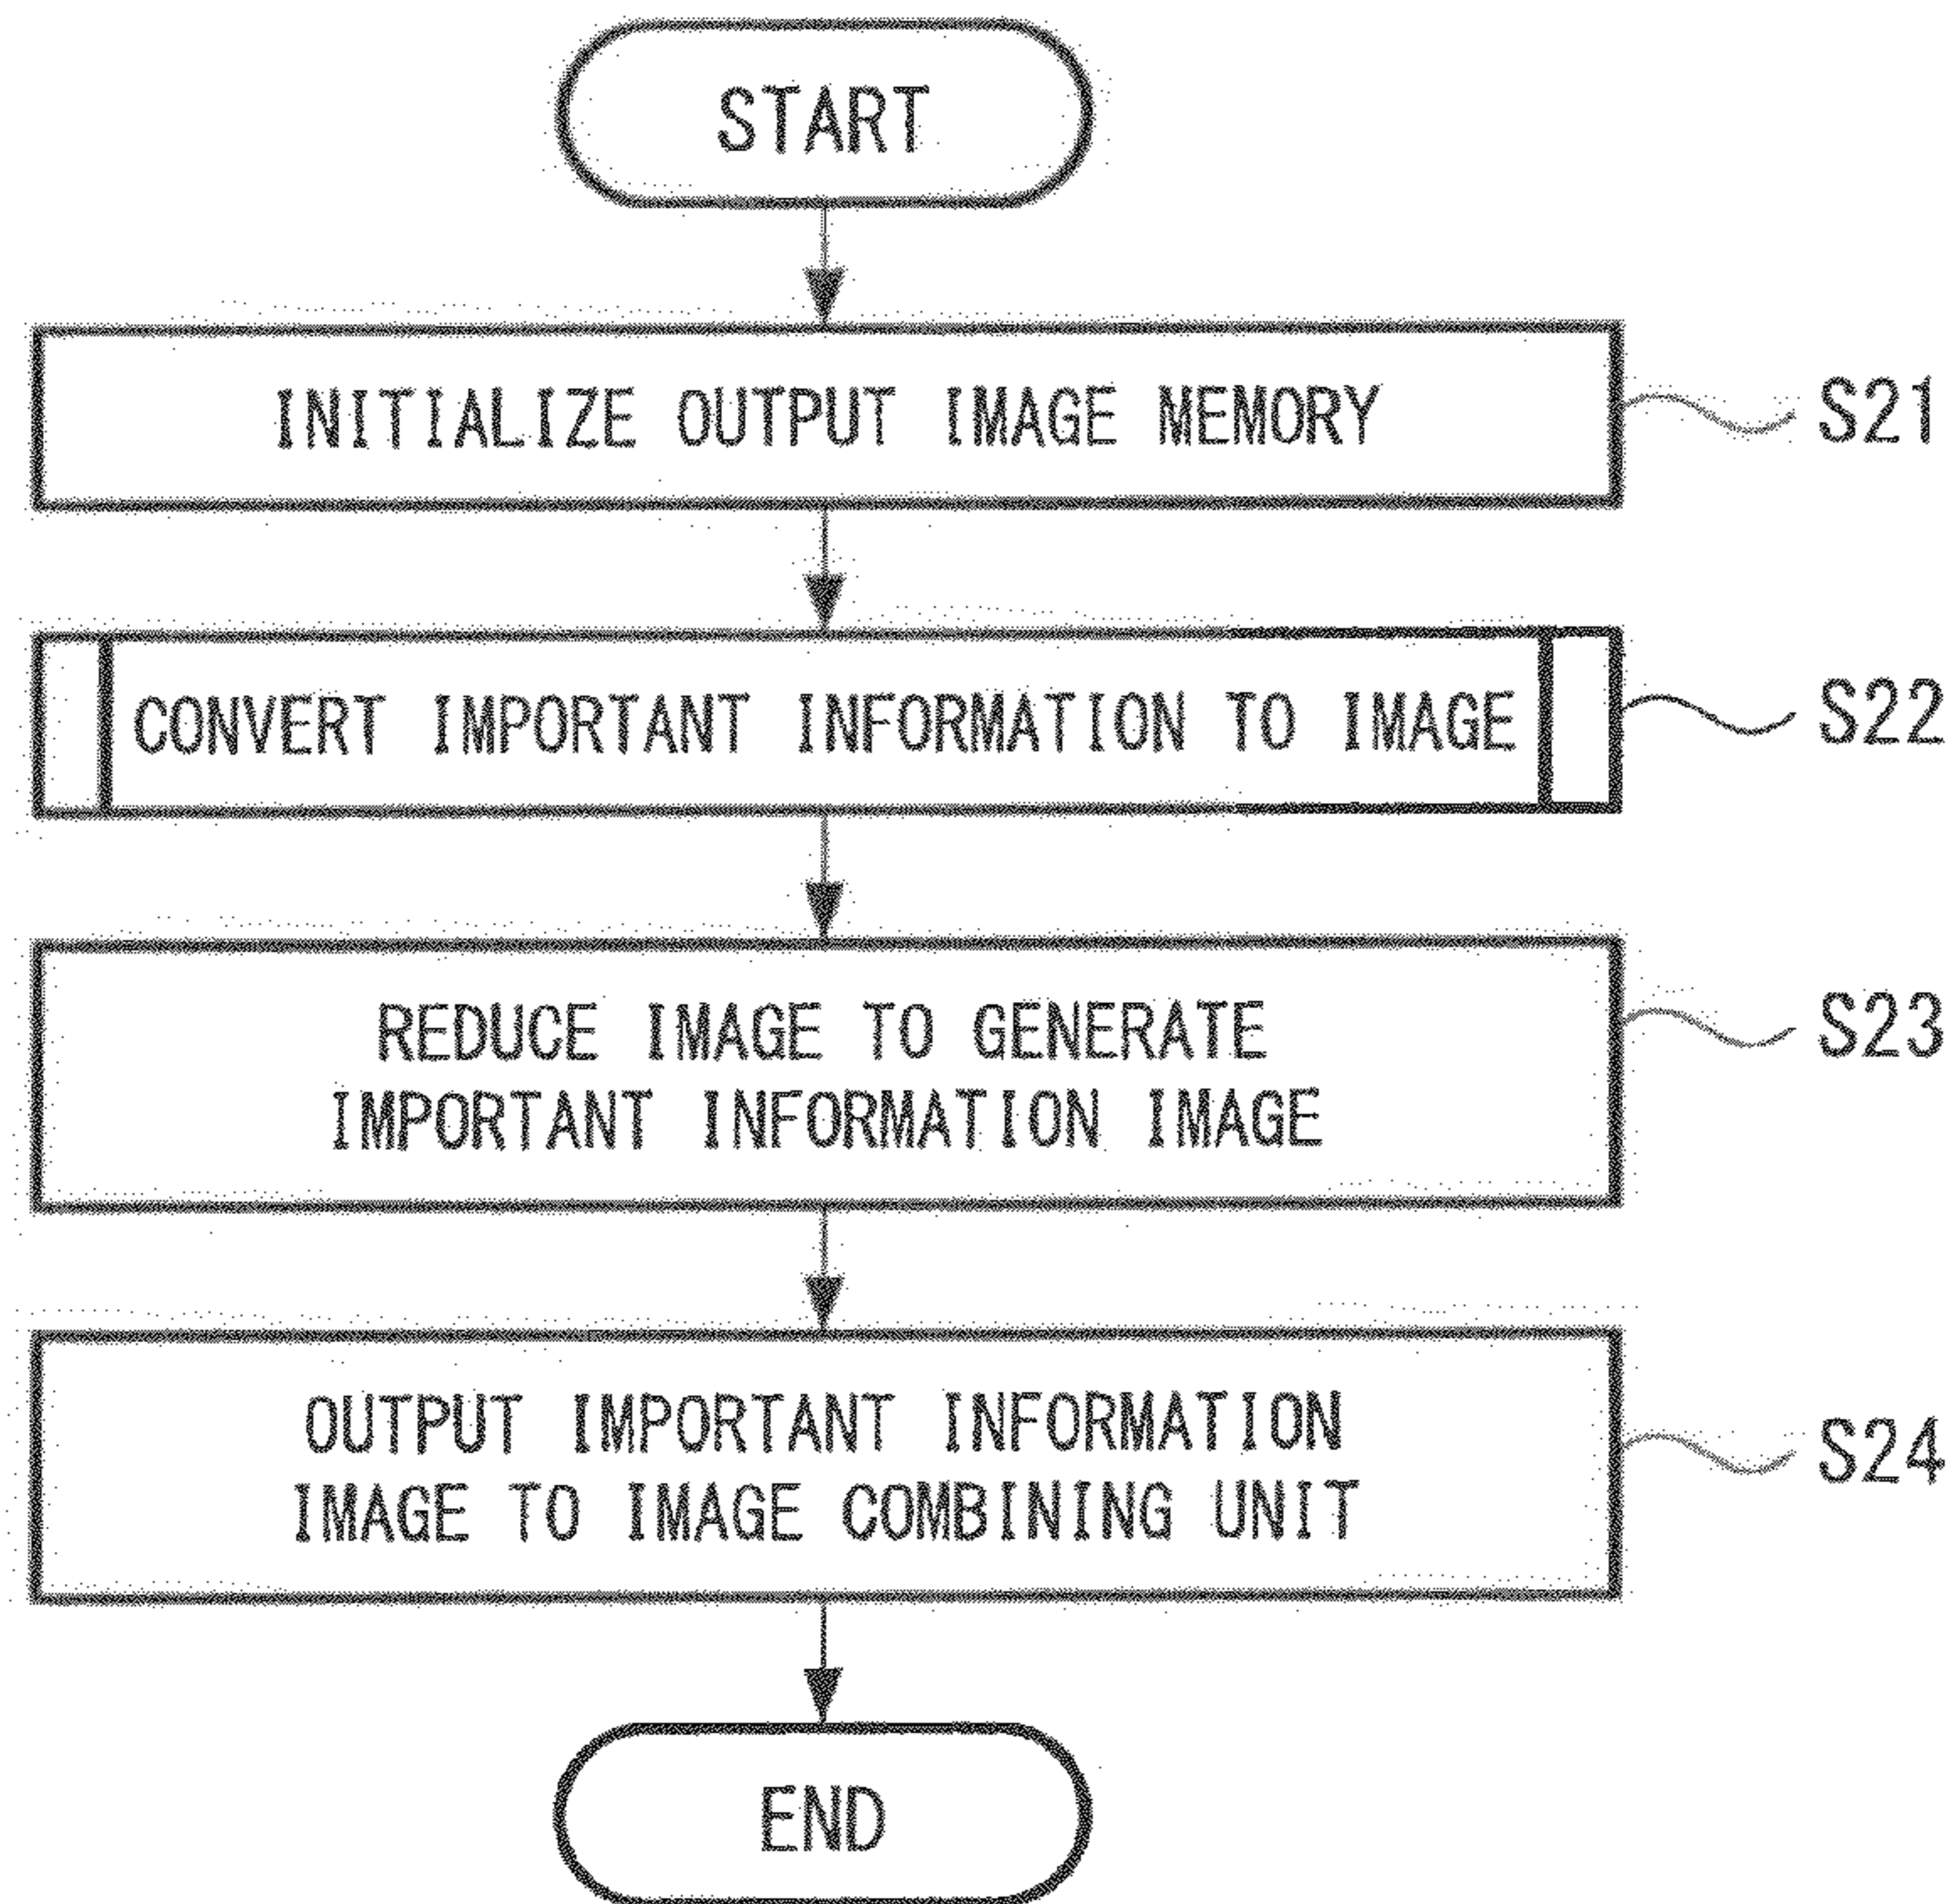 START
INITIALIZE OUTPUT IMAGE MEMORY
S21
CONVERT IMPORTANT INFORMATION TO IMAGE
S22
REDUCE IMAGE TO GENERATE
IMPORTANT INFORMATION IMAGE
S23
OUTPUT IMPORTANT INFORMATION
IMAGE TO IMAGE COMBINING UNIT
S24
END